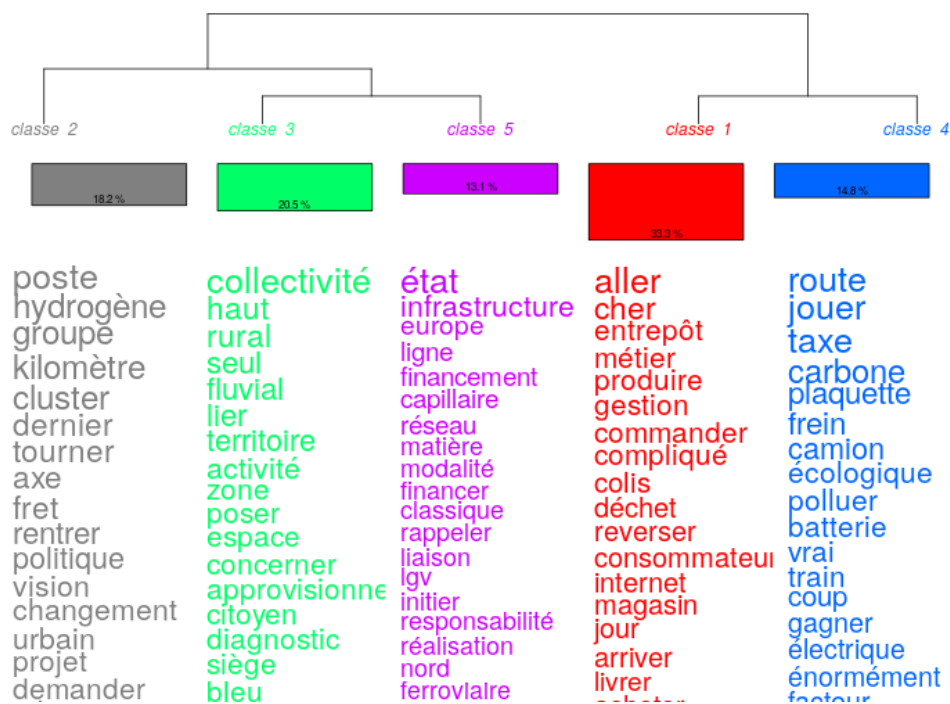 classe 2
classe 3
classe 5
classe 1
classe 4
18.2 %
20.5 %
13.1 %
33.3 %
14.8 %
poste
hydrogène
groupe
kilomètre
cluster
dernier
tourner
axe
fret
rentrer
politique
vision
changement
urbain
projet
demander
collectivité
haut
rural
seul
fluvial
lier
territoire
activité
zone
poser
espace
concerner
approvisionne
citoyen
diagnostic
siège
bleu
état
infrastructure
europe
ligne
financement
capillaire
réseau
matière
modalité
financer
classique
rappeler
liaison
lgv
initier
responsabilité
réalisation
nord
ferroviaire
aller
cher
entrepôt
métier
produire
gestion
commander
compliqué
colis
déchet
reverser
consommateur
internet
magasin
jour
arriver
livrer
acheter
route
jouer
taxe
carbone
plaquette
frein
camion
écologique
polluer
batterie
vrai
train
coup
gagner
électrique
énormément
facteur